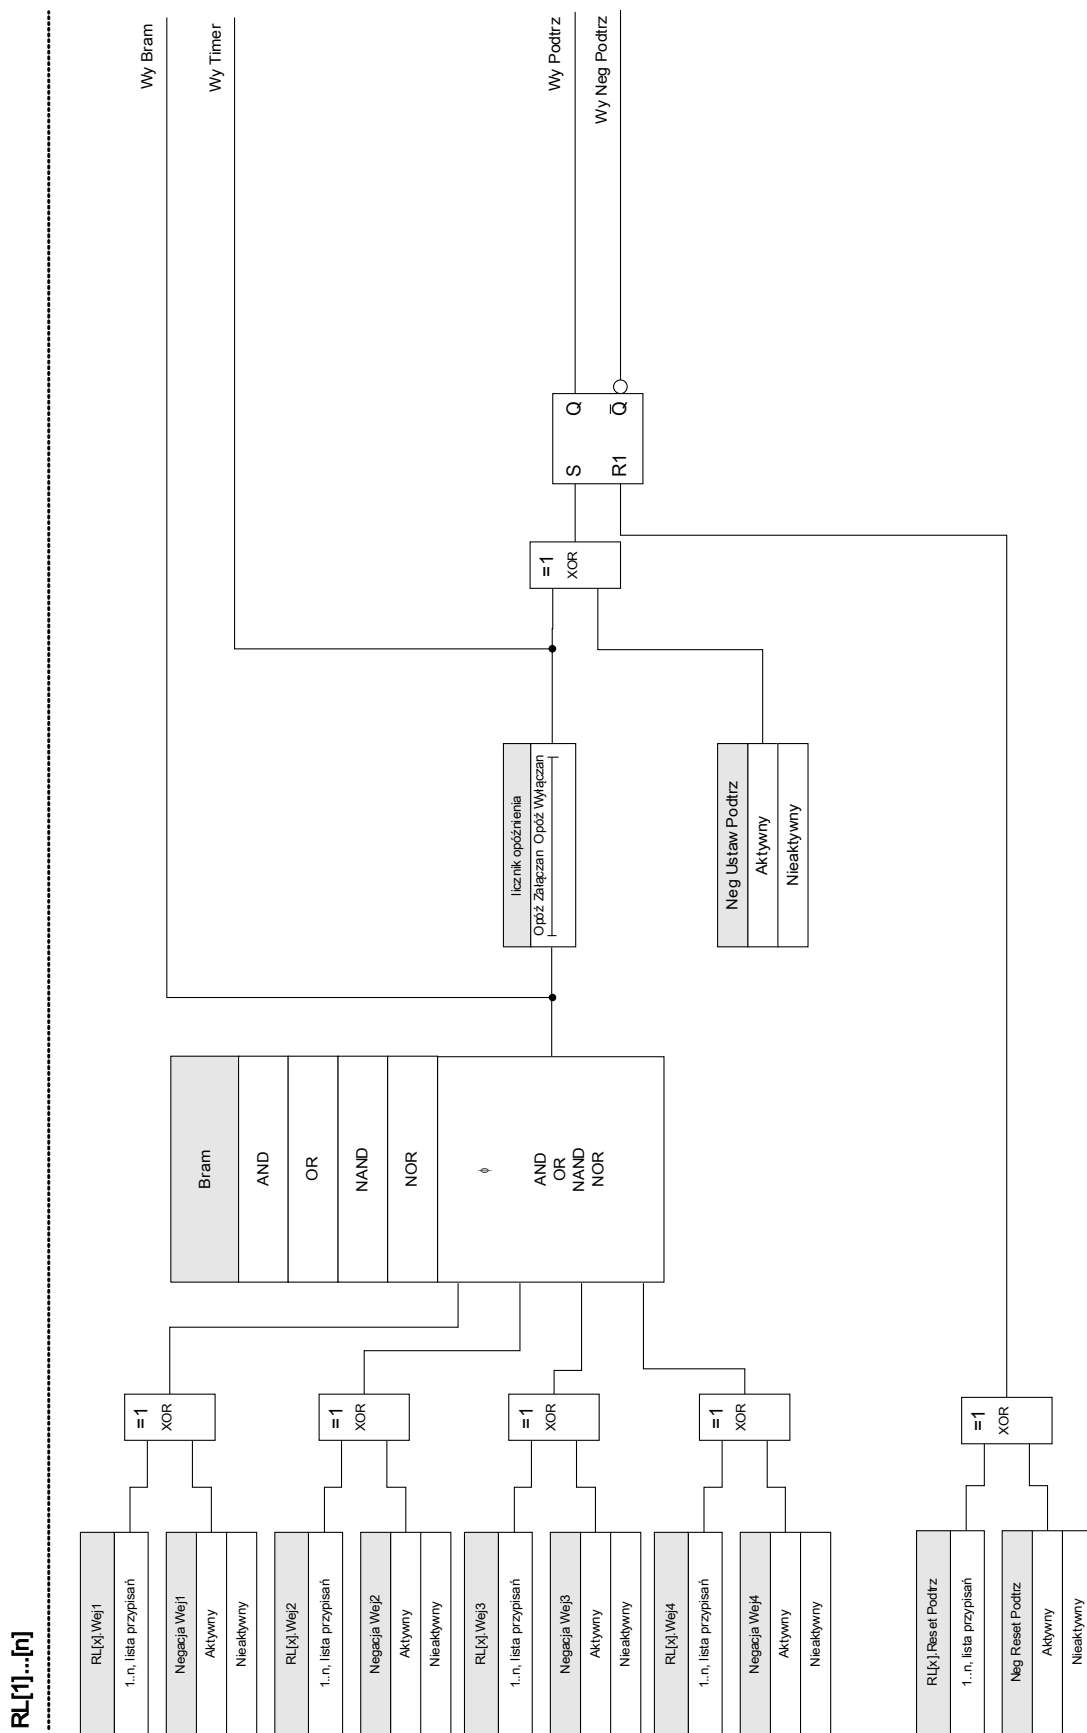 RL[1]...[n]
RL[x].Wej1
1..n, lista przypisań
Negacja Wej1
Aktywny
Nieaktywny
RL[x].Wej2
1..n, lista przypisań
Negacja Wej2
Aktywny
Nieaktywny
RL[x].Wej3
1..n, lista przypisań
Negacja Wej3
Aktywny
Nieaktywny
RL[x].Wej4
1..n, lista przypisań
Negacja Wej4
Aktywny
Nieaktywny
RL[x].Reset Podtrz
1..n, lista przypisań
Neg Reset Podtrz
Aktywny
Nieaktywny
=1
XOR
=1
XOR
=1
XOR
=1
XOR
=1
XOR
Bram
AND
OR
NAND
NOR
ϕ
AND
OR
NAND
NOR
licznik opóźnienia
Opóź Załączan Opóź Wyłączan
Neg Ustaw Podtrz
Aktywny
Nieaktywny
=1
XOR
S Q
R1 Q̅
Wy Bram
Wy Timer
Wy Podtrz
Wy Neg Podtrz